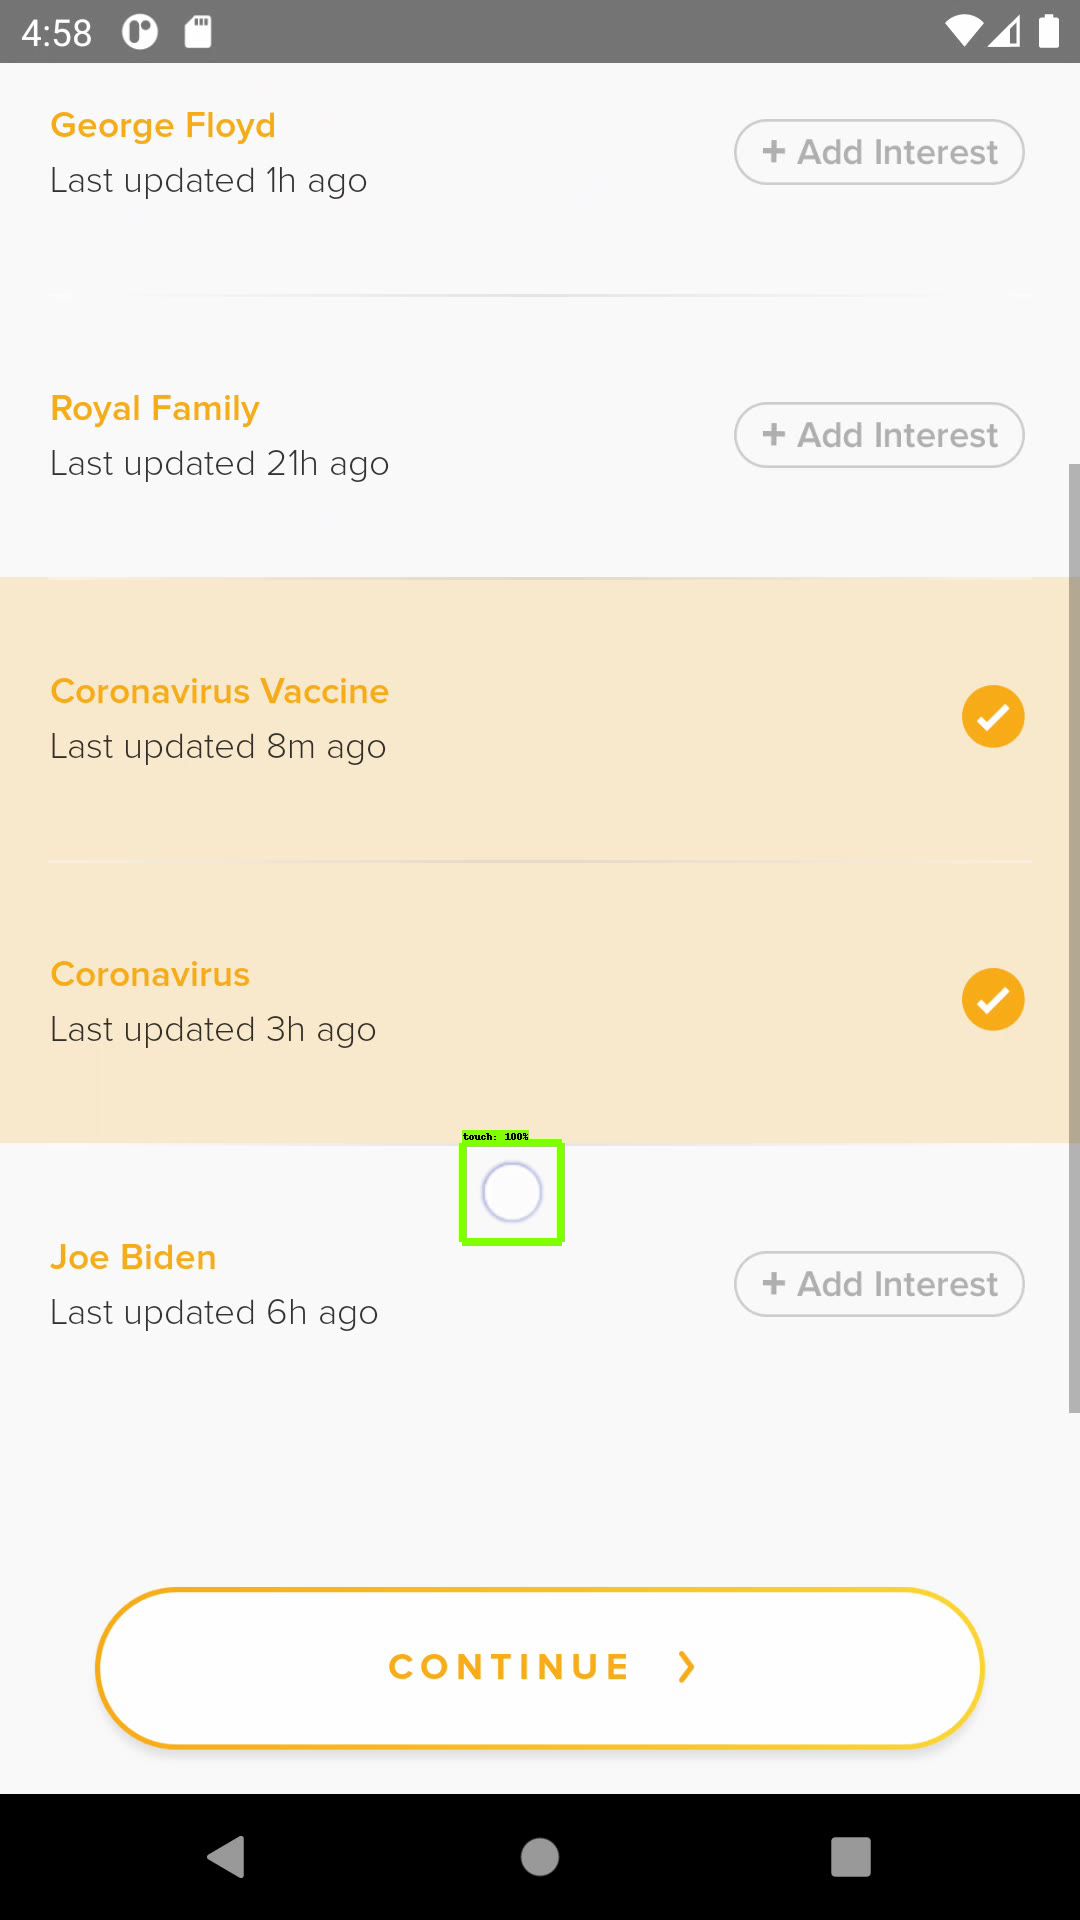 4:58
George Floyd
Last updated 1h ago
+ Add Interest
Royal Family
Last updated 21h ago
+ Add Interest
Coronavirus Vaccine
Last updated 8m ago
Coronavirus
Last updated 3h ago
touch: 100%
Joe Biden
Last updated 6h ago
+ Add Interest
CONTINUE